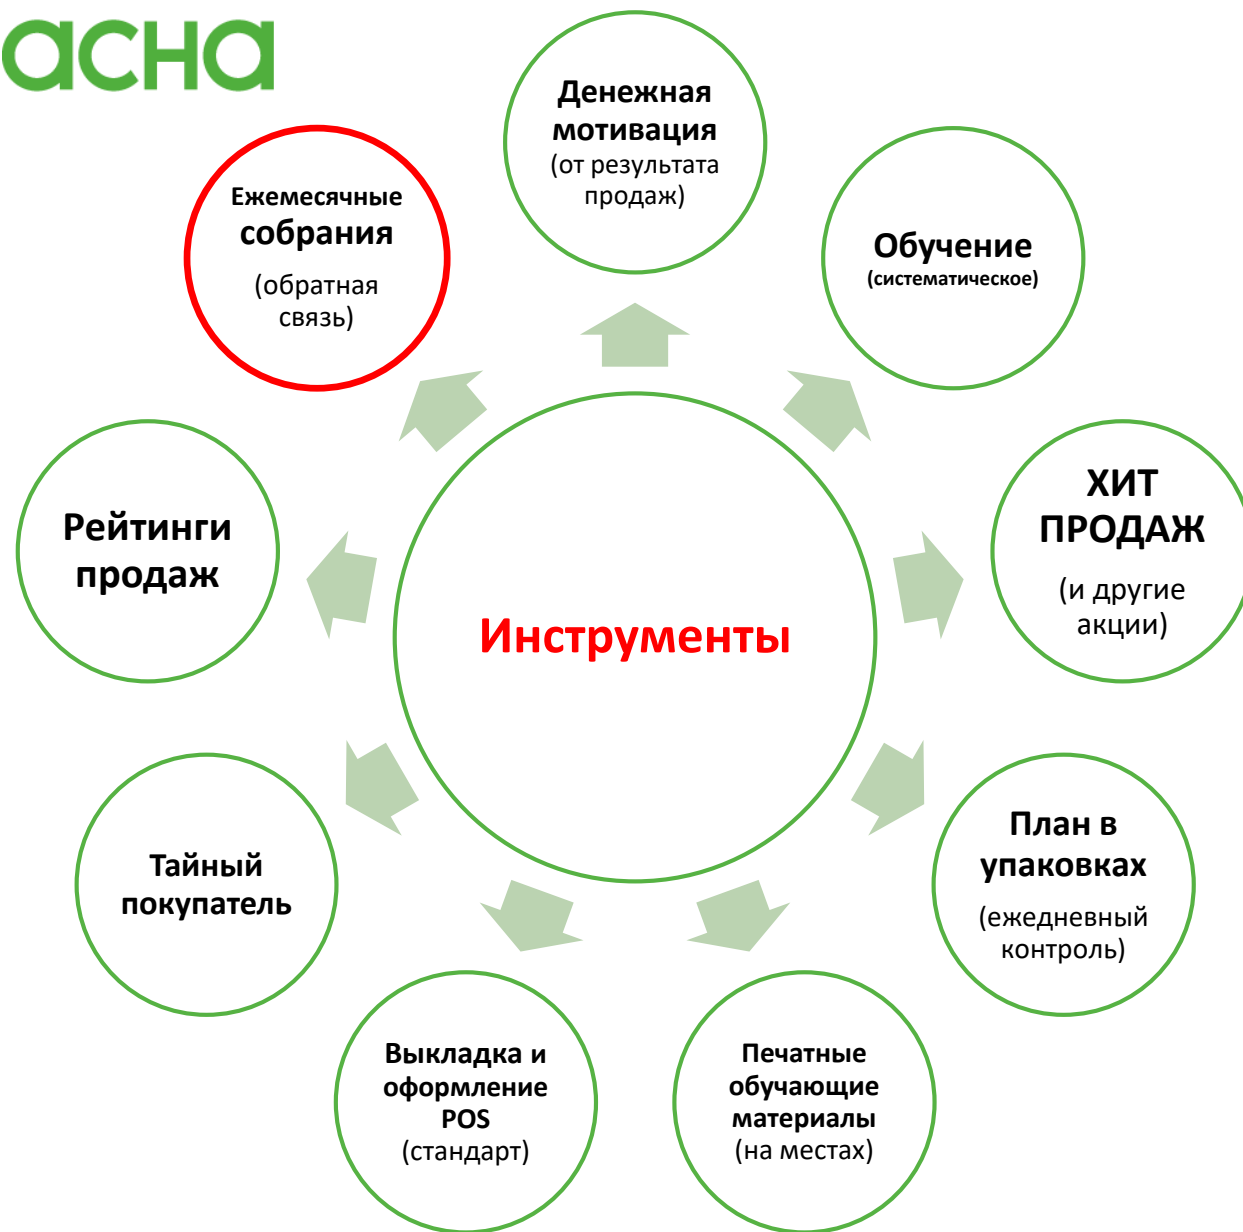 асна
Денежная
мотивация
(от результата
продаж)
Обучение
(систематическое)
ХИТ
ПРОДАЖ
(и другие
акции)
План в
упаковках
(ежедневный
контроль)
Печатные
обучающие
материалы
(на местах)
Выкладка и
оформление
POS
(стандарт)
Тайный
покупатель
Рейтинги
продаж
Ежемесячные
собрания
(обратная
связь)
Инструменты